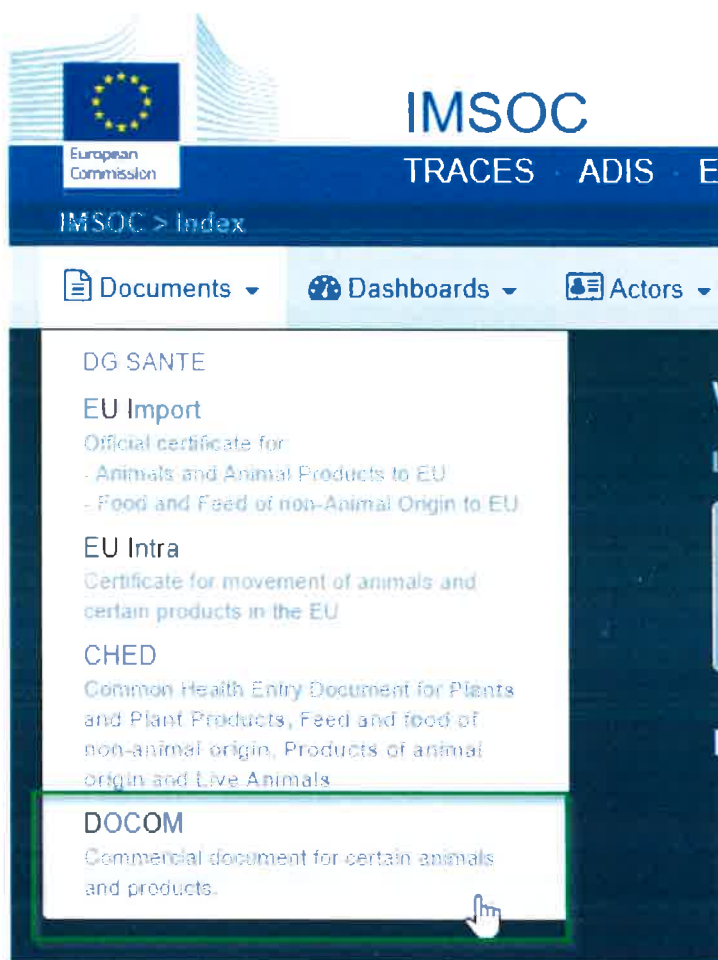 European
Commission
IMSOC
TRACES · ADIS · E
IMSOC > Index
Documents
Dashboards
Actors
DG SANTE
EU Import
Official certificate for
- Animals and Animal Products to EU
- Food and Feed of non-Animal Origin to EU
EU Intra
Certificate for movement of animals and
certain products in the EU
CHED
Common Health Entry Document for Plants
and Plant Products, Feed and food of
non-animal origin, Products of animal
origin and Live Animals
DOCOM
Commercial document for certain animals
and products.